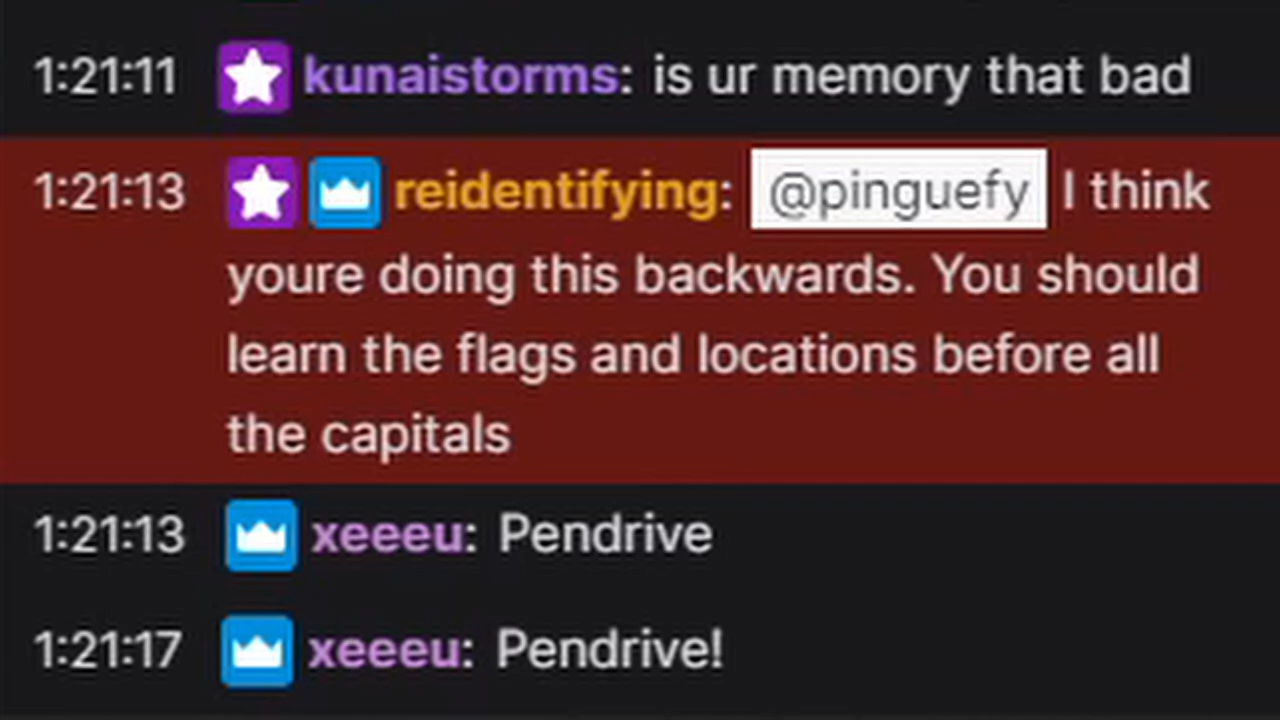 1:21:11 kunaistorms: is ur memory that bad
1:21:13 reidentifying: @pinguefy I think
youre doing this backwards. You should
learn the flags and locations before all
the capitals
1:21:13 xeeeu: Pendrive
1:21:17 xeeeu: Pendrive!